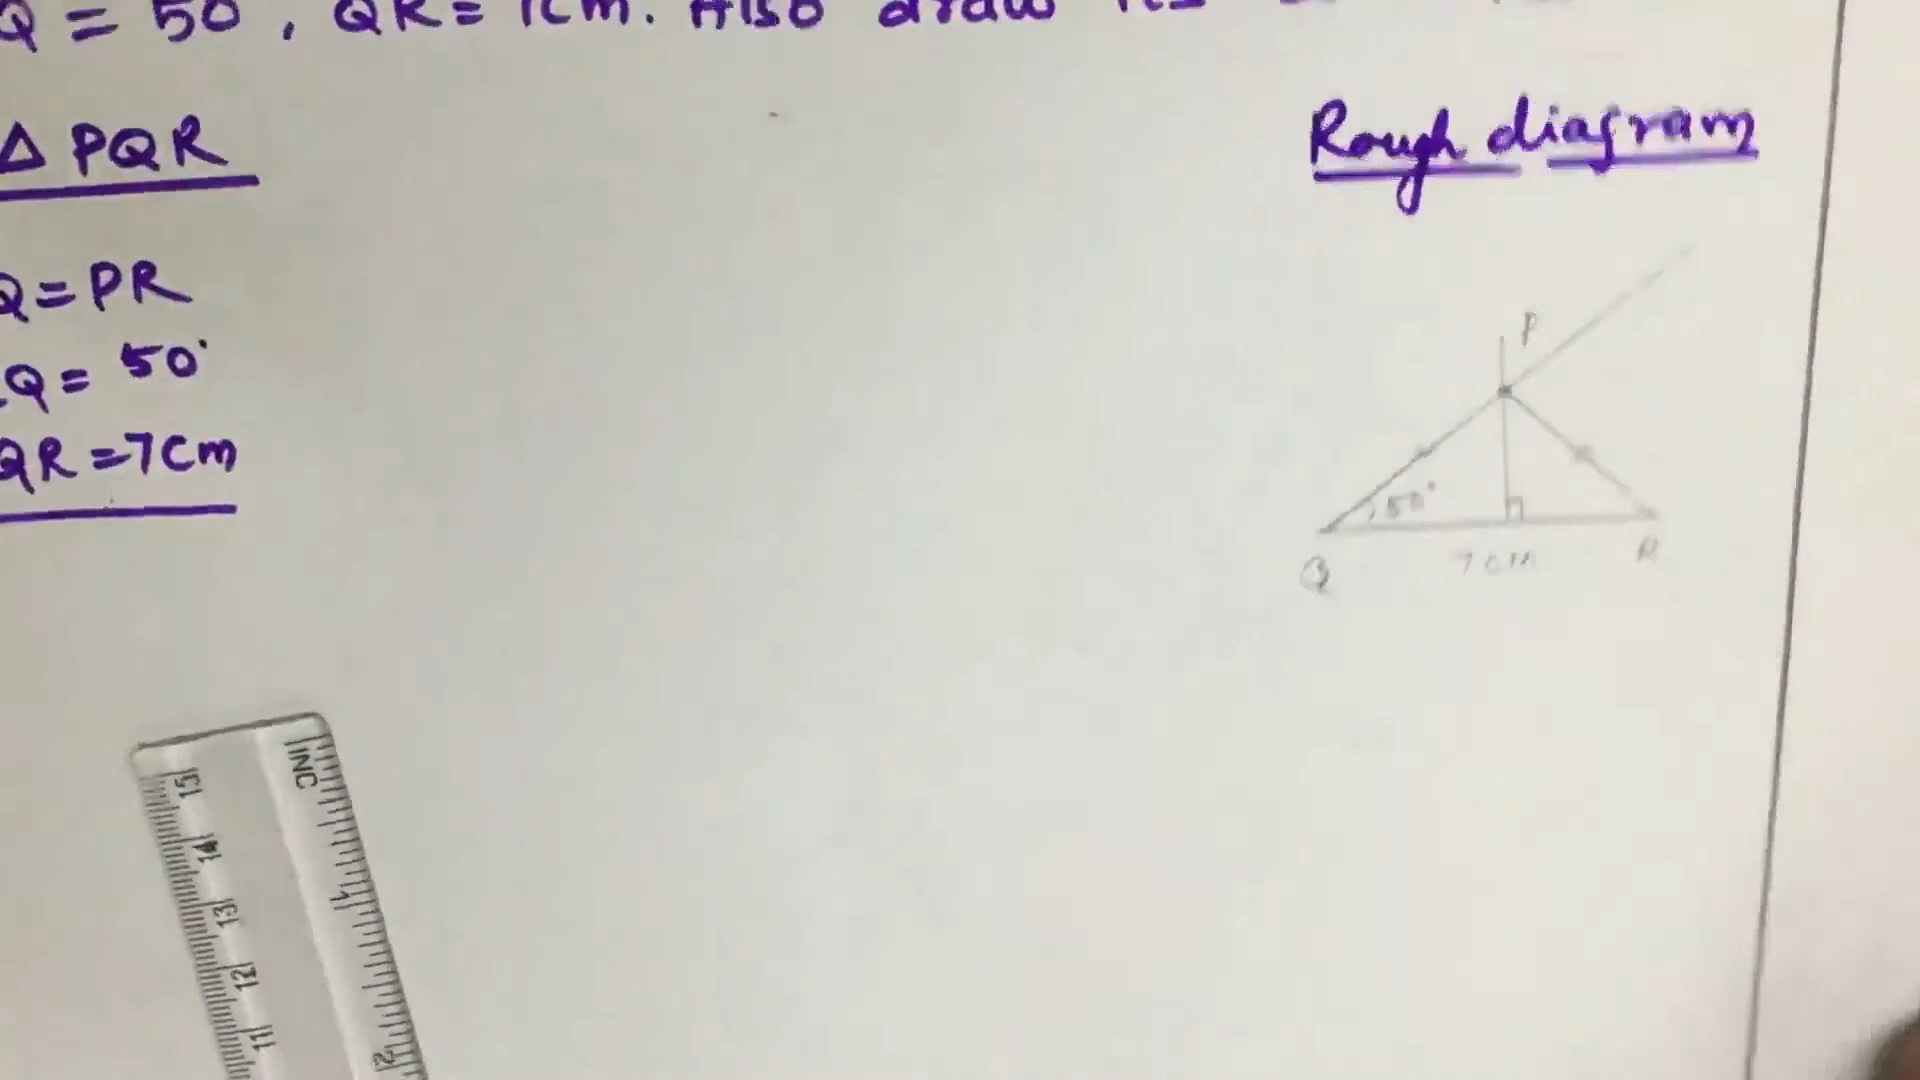 Q = 50°, QR = 7cm. Also draw its
Δ PQR
Q = PR
∠Q = 50°
QR = 7cm
Rough diagram
P
50°
Q
7cm
R
INC
15
14
13
12
11
1
2